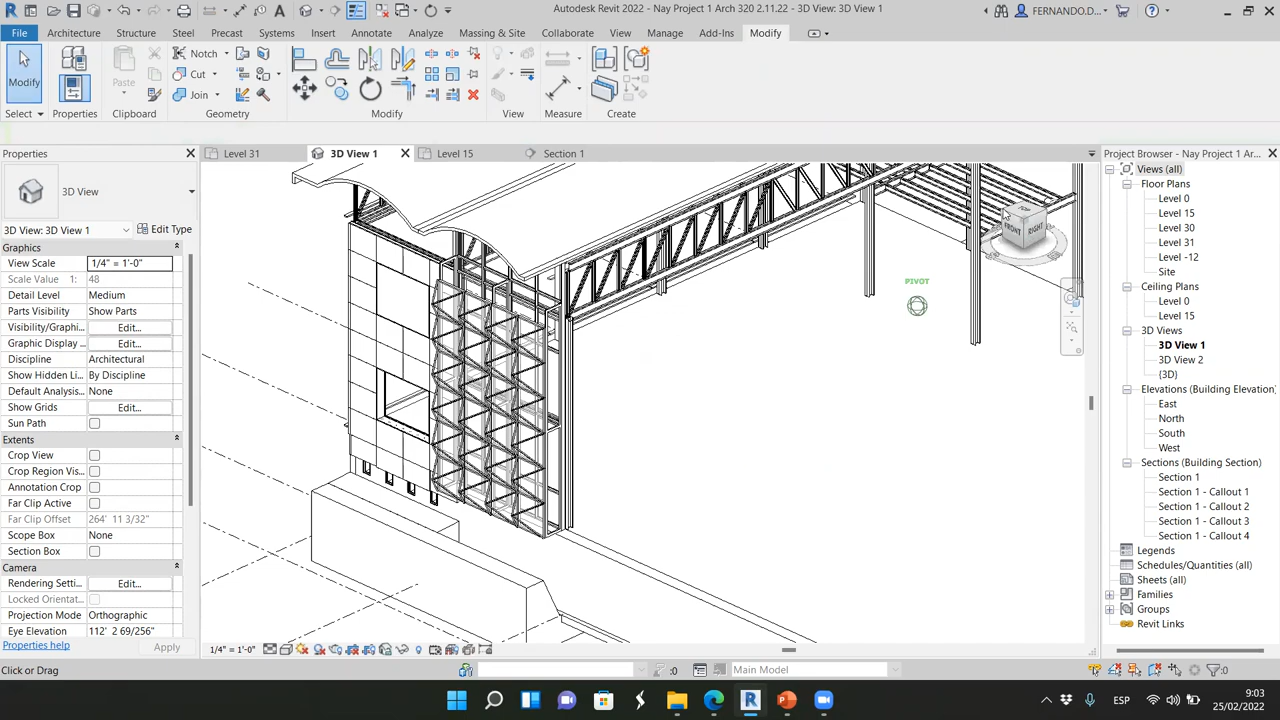 Autodesk Revit 2022 - Nay Project 1 Arch 320 2.11.22 - 3D View: 3D View 1
FERNANDO.D...
File Architecture Structure Steel Precast Systems Insert Annotate Analyze Massing & Site Collaborate View Manage Add-Ins Modify
Modify Paste Notch Cut Join
Select Properties Clipboard Geometry Modify View Measure Create
Properties
Level 31 3D View 1 Level 15 Section 1
Project Browser - Nay Project 1 Ar...
3D View
3D View: 3D View 1 Edit Type
Graphics
View Scale 1/4" = 1'-0"
Scale Value 1: 48
Detail Level Medium
Parts Visibility Show Parts
Visibility/Graphi... Edit...
Graphic Display ... Edit...
Discipline Architectural
Show Hidden Li... By Discipline
Default Analysis... None
Show Grids Edit...
Sun Path
Extents
Crop View
Crop Region Vis...
Annotation Crop
Far Clip Active
Far Clip Offset 264' 11 3/32"
Scope Box None
Section Box
Camera
Rendering Setti... Edit...
Locked Orientat...
Projection Mode Orthographic
Eye Elevation 112' 2 69/256"
Properties help Apply
TOP
FRONT RIGHT
PIVOT
Views (all)
Floor Plans
Level 0
Level 15
Level 30
Level 31
Level -12
Site
Ceiling Plans
Level 0
Level 15
3D Views
3D View 1
3D View 2
{3D}
Elevations (Building Elevation)
East
North
South
West
Sections (Building Section)
Section 1
Section 1 - Callout 1
Section 1 - Callout 2
Section 1 - Callout 3
Section 1 - Callout 4
Legends
Schedules/Quantities (all)
Sheets (all)
Families
Groups
Revit Links
1/4" = 1'-0"
Click or Drag :0 Main Model :0
ESP 9:03
25/02/2022